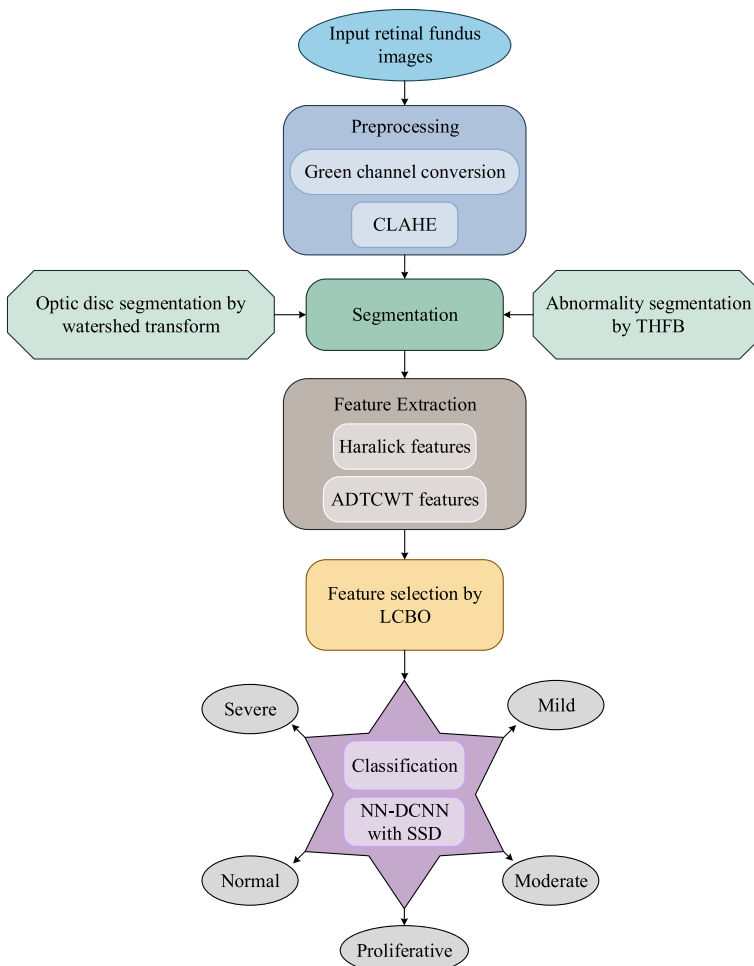 Input retinal fundus
images
Preprocessing
Green channel conversion
CLAHE
Optic disc segmentation by
watershed transform
Segmentation
Abnormality segmentation
by THFB
Feature Extraction
Haralick features
ADTCWT features
Feature selection by
LCBO
Severe
Mild
Classification
NN-DCNN
with SSD
Normal
Moderate
Proliferative